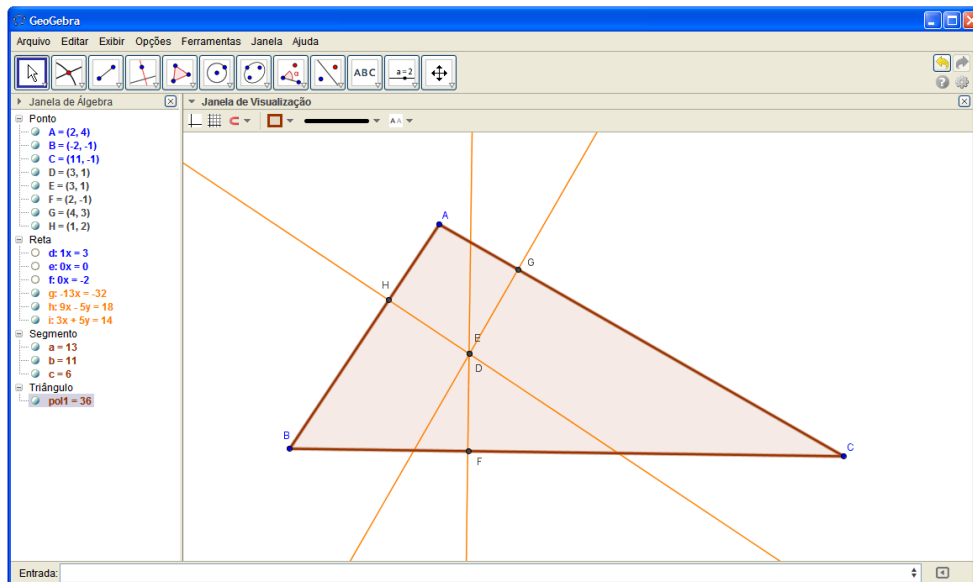 GeoGebra
Arquivo Editar Exibir Opções Ferramentas Janela Ajuda
ABC
a=2
Janela de Álgebra
Ponto
A = (2, 4)
B = (-2, -1)
C = (11, -1)
D = (3, 1)
E = (3, 1)
F = (2, -1)
G = (4, 3)
H = (1, 2)
Reta
d: 1x = 3
e: 0x = 0
f: 0x = -2
g: -13x = -32
h: 9x - 5y = 18
i: 3x + 5y = 14
Segmento
a = 13
b = 11
c = 6
Triângulo
pol1 = 36
Janela de Visualização
AA
A
G
H
E
D
B
F
C
Entrada: